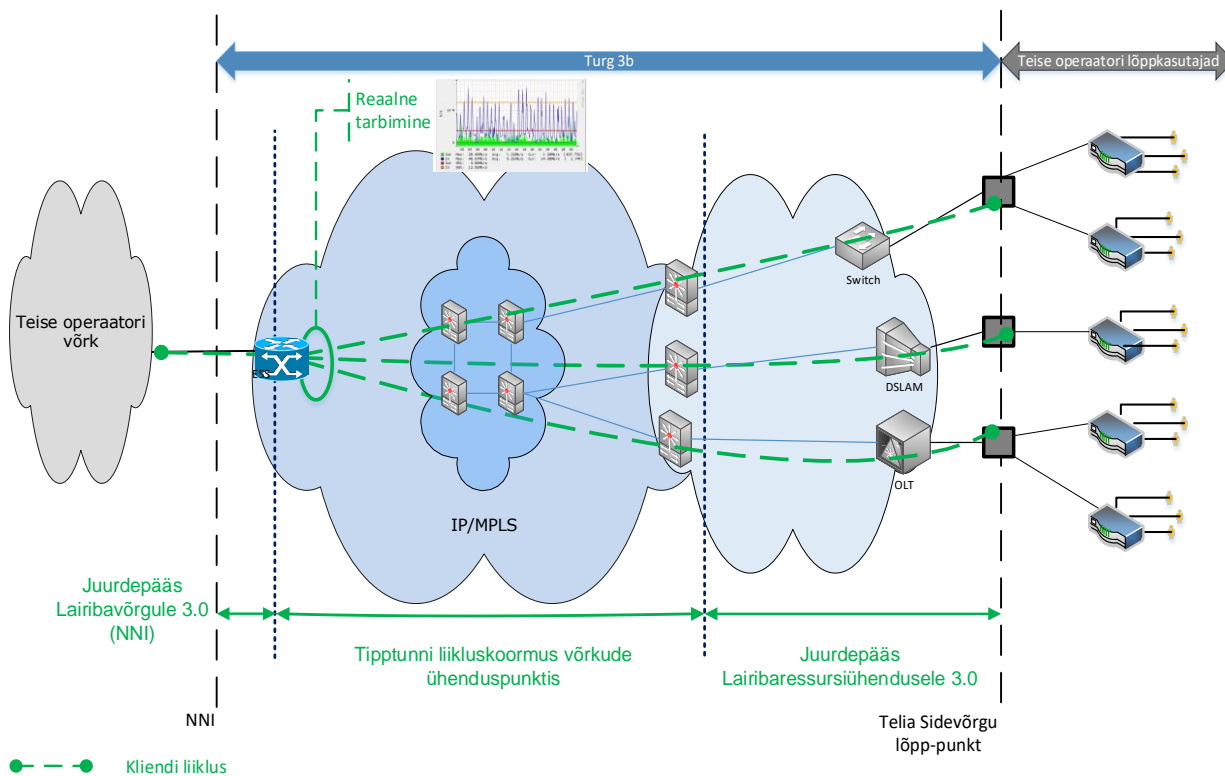 Turg 3b
Teise operaatori lõppkasutajad
Reaalne
tarbimine
Teise operaatori
võrk
ESS
Switch
DSLAM
OLT
IP/MPLS
Juurdepääs
Lairibavõrgule 3.0
(NNI)
Tipptunni liikluskoormus võrkude
ühenduspunktis
Juurdepääs
Lairibaressursiühendusele 3.0
NNI
Telia Sidevõrgu
lõpp-punkt
Kliendi liiklus